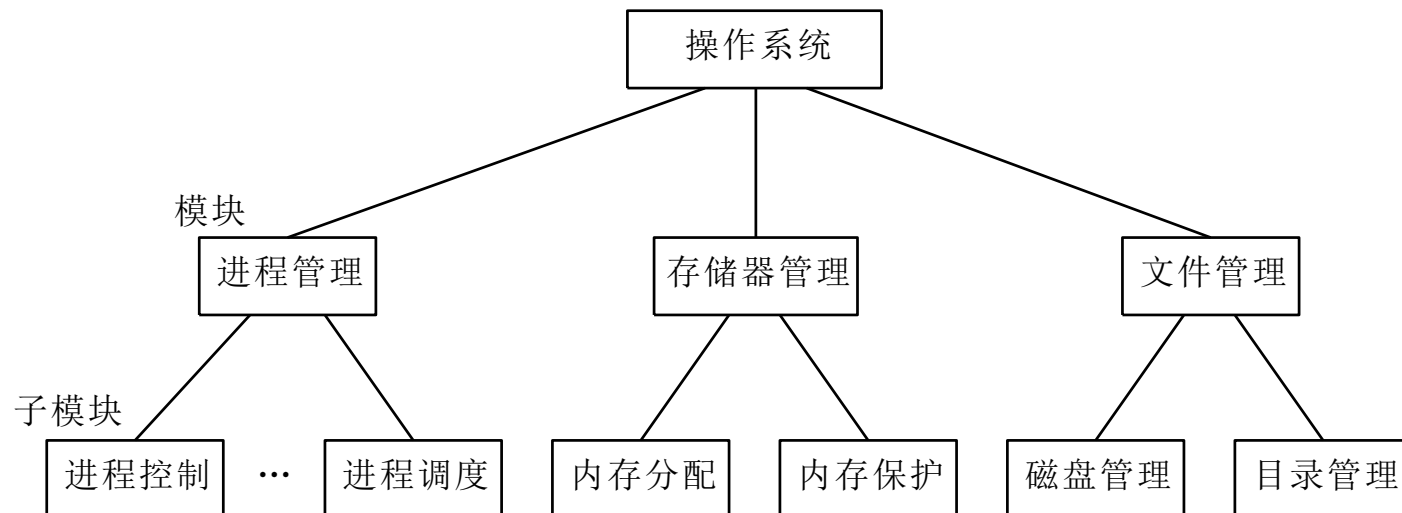 操作系统
模块
进程管理
存储器管理
文件管理
子模块
进程控制
…
进程调度
内存分配
内存保护
磁盘管理
目录管理